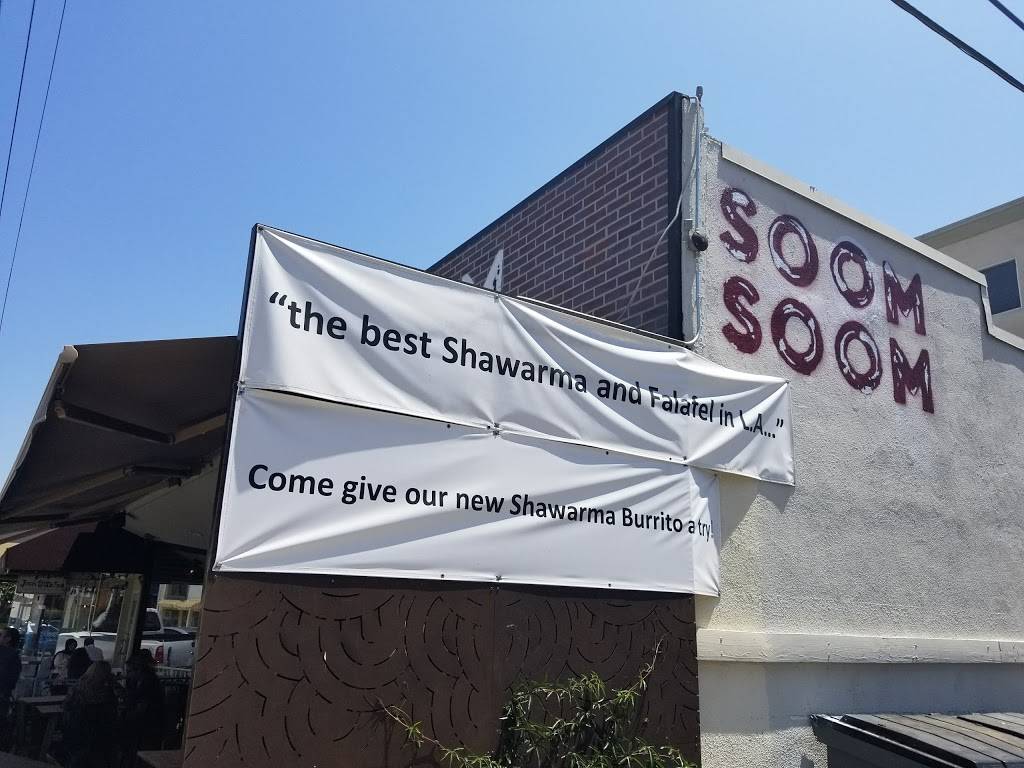 “the best Shawarma and Falafel in L.A...”
Come give our new Shawarma Burrito a try
SOOM
SOOM